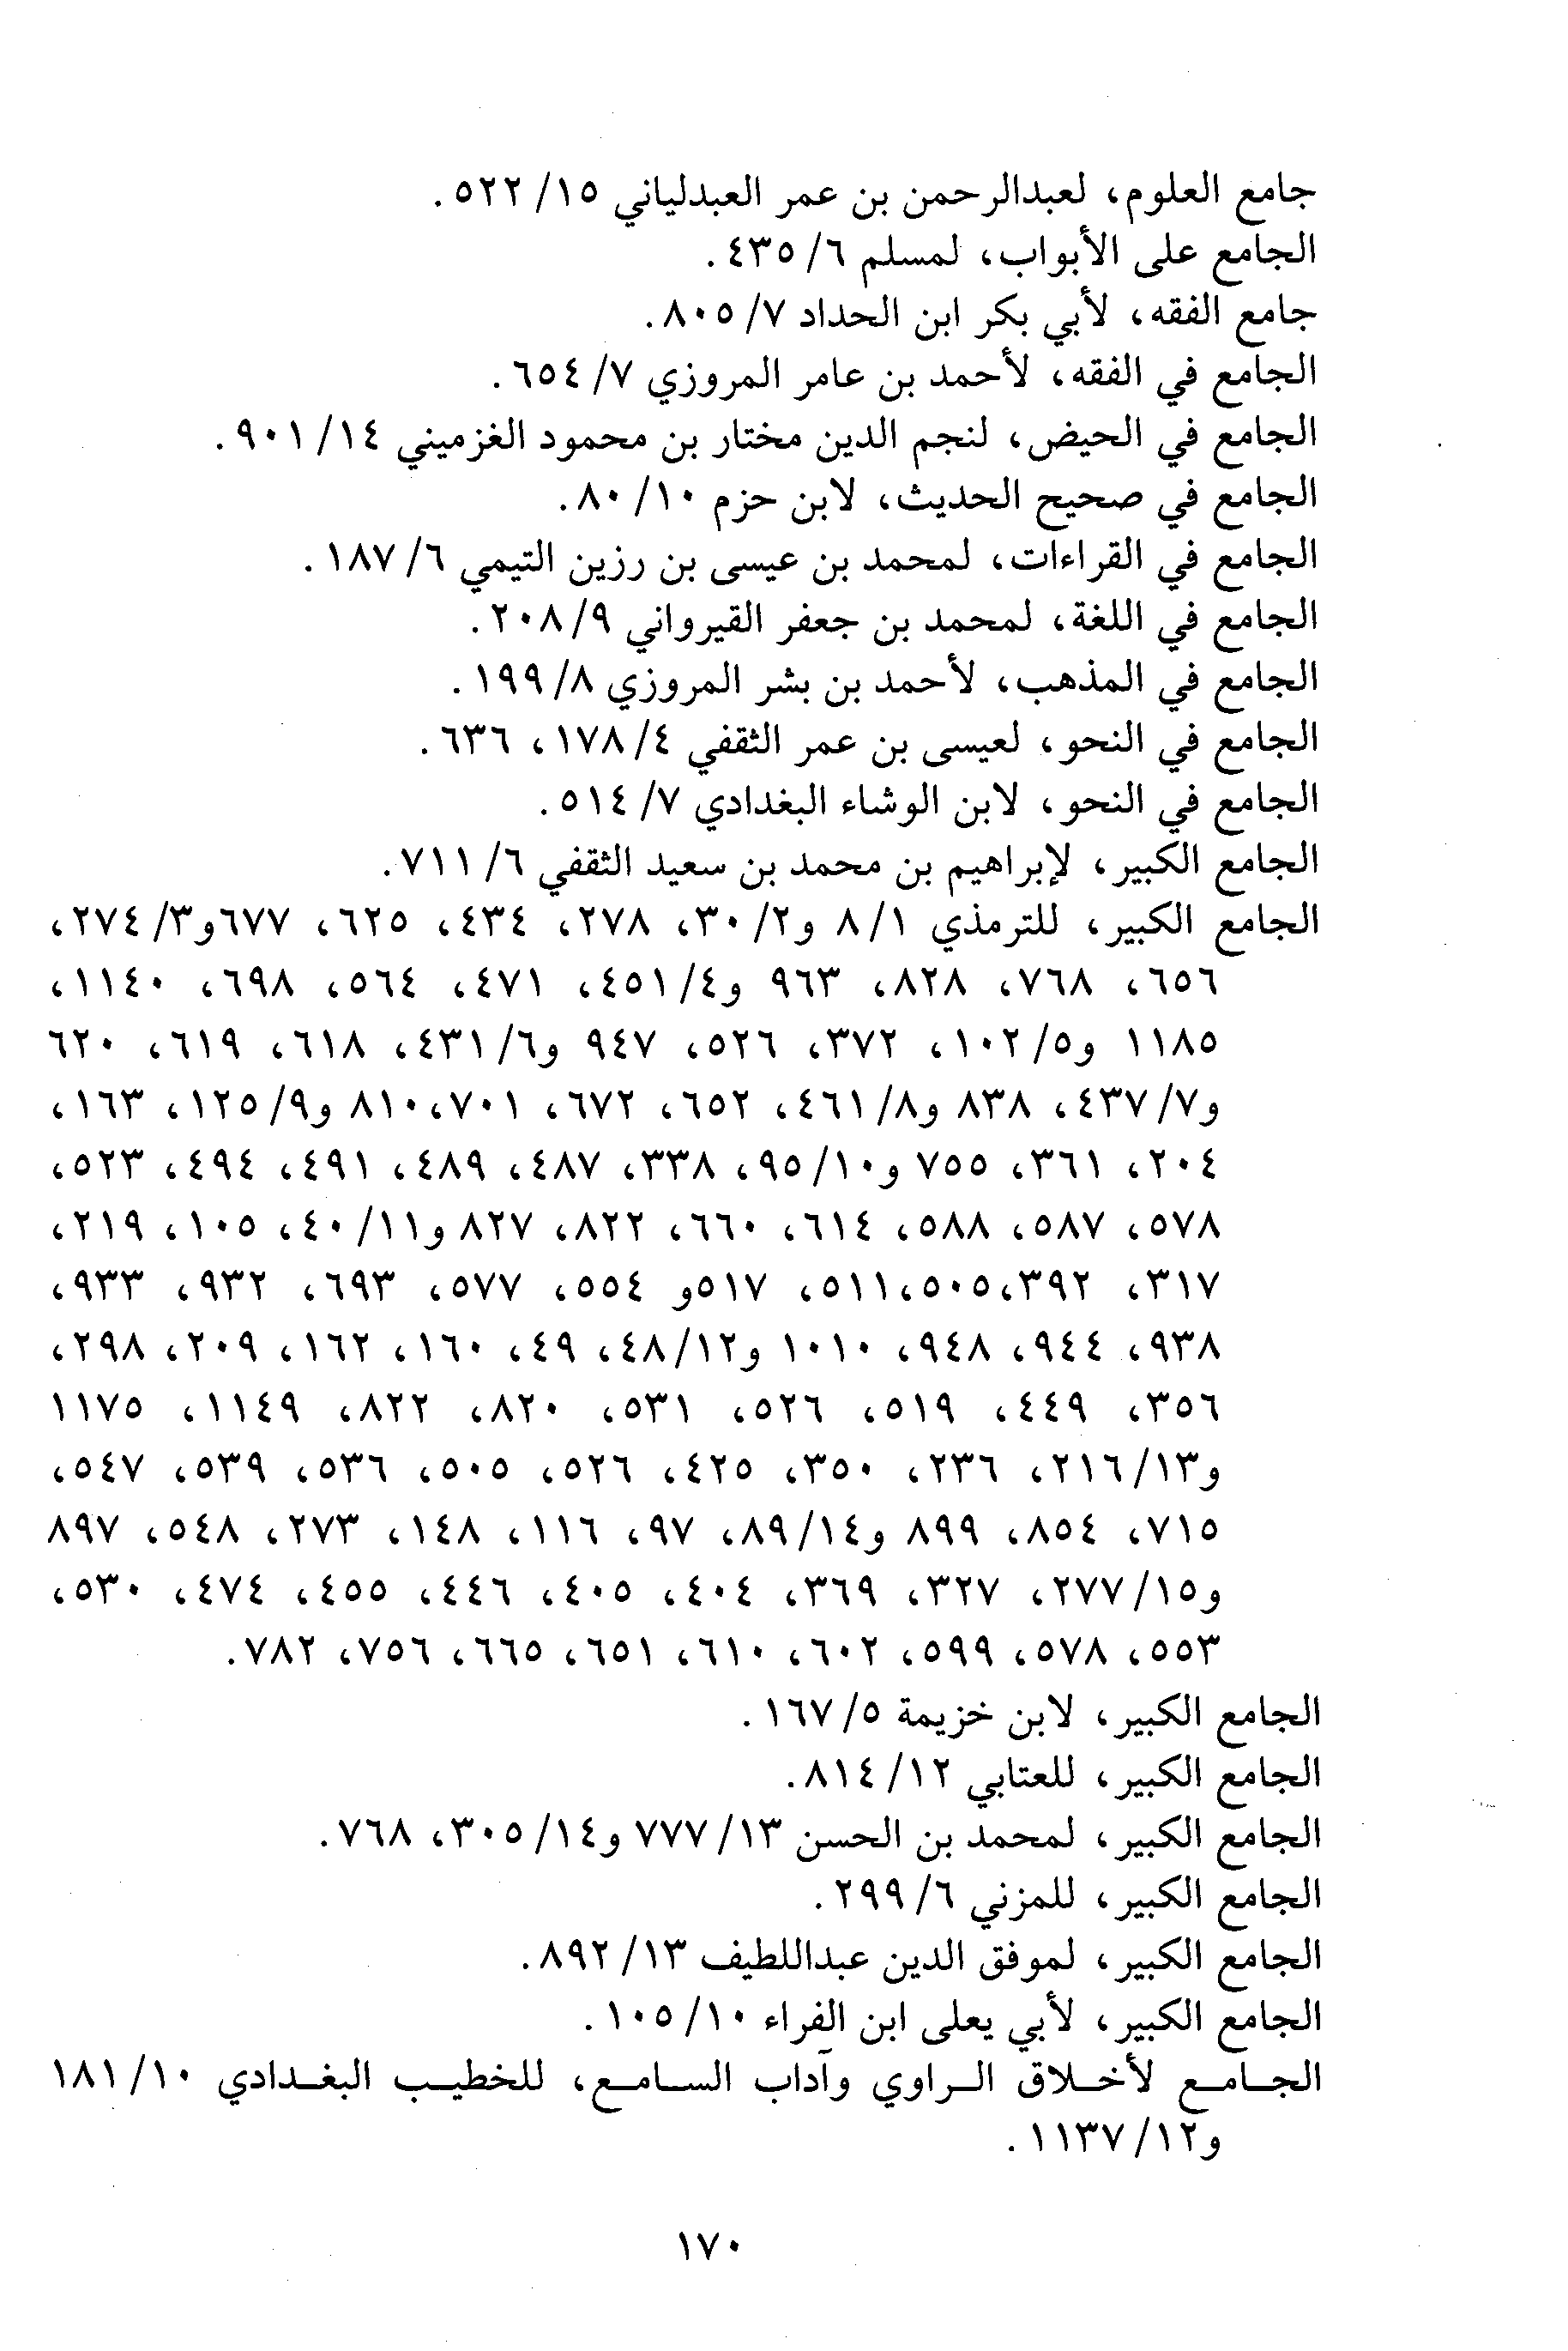 جامع العلوم، لعبدالرحمن بن عمر العبدلياني ١٥/ ٥٢٢.
الجامع على الأبواب، لمسلم ٦/ ٤٣٥.
جامع الفقه، لأبي بكر ابن الحداد ٧/ ٨٠٥.
الجامع في الفقه، لأحمد بن عامر المروزي ٧/ ٦٥٤.
الجامع في الحيض، لنجم الدين مختار بن محمود الغزميني ١٤/ ٩٠١.
الجامع في صحيح الحديث، لابن حزم ١٠/ ٨٠.
الجامع في القراءات، لمحمد بن عيسى بن رزين التيمي ٦/ ١٨٧.
الجامع في اللغة، لمحمد بن جعفر القيرواني ٩/ ٢٠٨.
الجامع في المذهب، لأحمد بن بشر المروزي ٨/ ١٩٩.
الجامع في النحو، لعيسى بن عمر الثقفي ٤/ ١٧٨، ٦٣٦.
الجامع في النحو، لابن الوشاء البغدادي ٧/ ٥١٤.
الجامع الكبير، لإبراهيم بن محمد بن سعيد الثقفي ٦/ ٧١١.
الجامع الكبير، للترمذي ١/ ٨ و٢/ ٣٠، ٢٧٨، ٤٣٤، ٦٢٥، ٦٧٧و٣/ ٢٧٤،
٦٥٦، ٧٦٨، ٨٢٨، ٩٦٣ و٤/ ٤٥١، ٤٧١، ٥٦٤، ٦٩٨، ١١٤٠،
١١٨٥ و٥/ ١٠٢، ٣٧٢، ٥٢٦، ٩٤٧ و٦/ ٤٣١، ٦١٨، ٦١٩، ٦٢٠
و٧/ ٤٣٧، ٨٣٨ و٨/ ٤٦١، ٦٥٢، ٦٧٢، ٧٠١،٨١٠ و٩/ ١٢٥، ١٦٣،
٢٠٤، ٣٦١، ٧٥٥ و١٠/ ٩٥، ٣٣٨، ٤٨٧، ٤٨٩، ٤٩١، ٤٩٤، ٥٢٣،
٥٧٨، ٥٨٧، ٥٨٨، ٦١٤، ٦٦٠، ٨٢٢، ٨٢٧ و١١/ ٤٠، ١٠٥، ٢١٩،
٣١٧، ٣٩٢،٥٠٥،٥١١، ٥١٧و ٥٥٤، ٥٧٧، ٦٩٣، ٩٣٢، ٩٣٣،
٩٣٨، ٩٤٤، ٩٤٨، ١٠١٠ و١٢/ ٤٨، ٤٩، ١٦٠، ١٦٢، ٢٠٩، ٢٩٨،
٣٥٦، ٤٤٩، ٥١٩، ٥٢٦، ٥٣١، ٨٢٠، ٨٢٢، ١١٤٩، ١١٧٥
و١٣/ ٢١٦، ٢٣٦، ٣٥٠، ٤٢٥، ٥٢٦، ٥٠٥، ٥٣٦، ٥٣٩، ٥٤٧،
٧١٥، ٨٥٤، ٨٩٩ و١٤/ ٨٩، ٩٧، ١١٦، ١٤٨، ٢٧٣، ٥٤٨، ٨٩٧
و١٥/ ٢٧٧، ٣٢٧، ٣٦٩، ٤٠٤، ٤٠٥، ٤٤٦، ٤٥٥، ٤٧٤، ٥٣٠،
٥٥٣، ٥٧٨، ٥٩٩، ٦٠٢، ٦١٠، ٦٥١، ٦٦٥، ٧٥٦، ٧٨٢.
الجامع الكبير، لابن خزيمة ٥/ ١٦٧.
الجامع الكبير، للعتابي ١٢/ ٨١٤.
الجامع الكبير، لمحمد بن الحسن ١٣/ ٧٧٧ و١٤/ ٣٠٥، ٧٦٨.
الجامع الكبير، للمزني ٦/ ٢٩٩.
الجامع الكبير، لموفق الدين عبداللطيف ١٣/ ٨٩٢.
الجامع الكبير، لأبي يعلى ابن الفراء ١٠/ ١٠٥.
الجامع لأخلاق الراوي وآداب السامع، للخطيب البغدادي ١٠/ ١٨١
و١٢/ ١١٣٧.
١٧٠